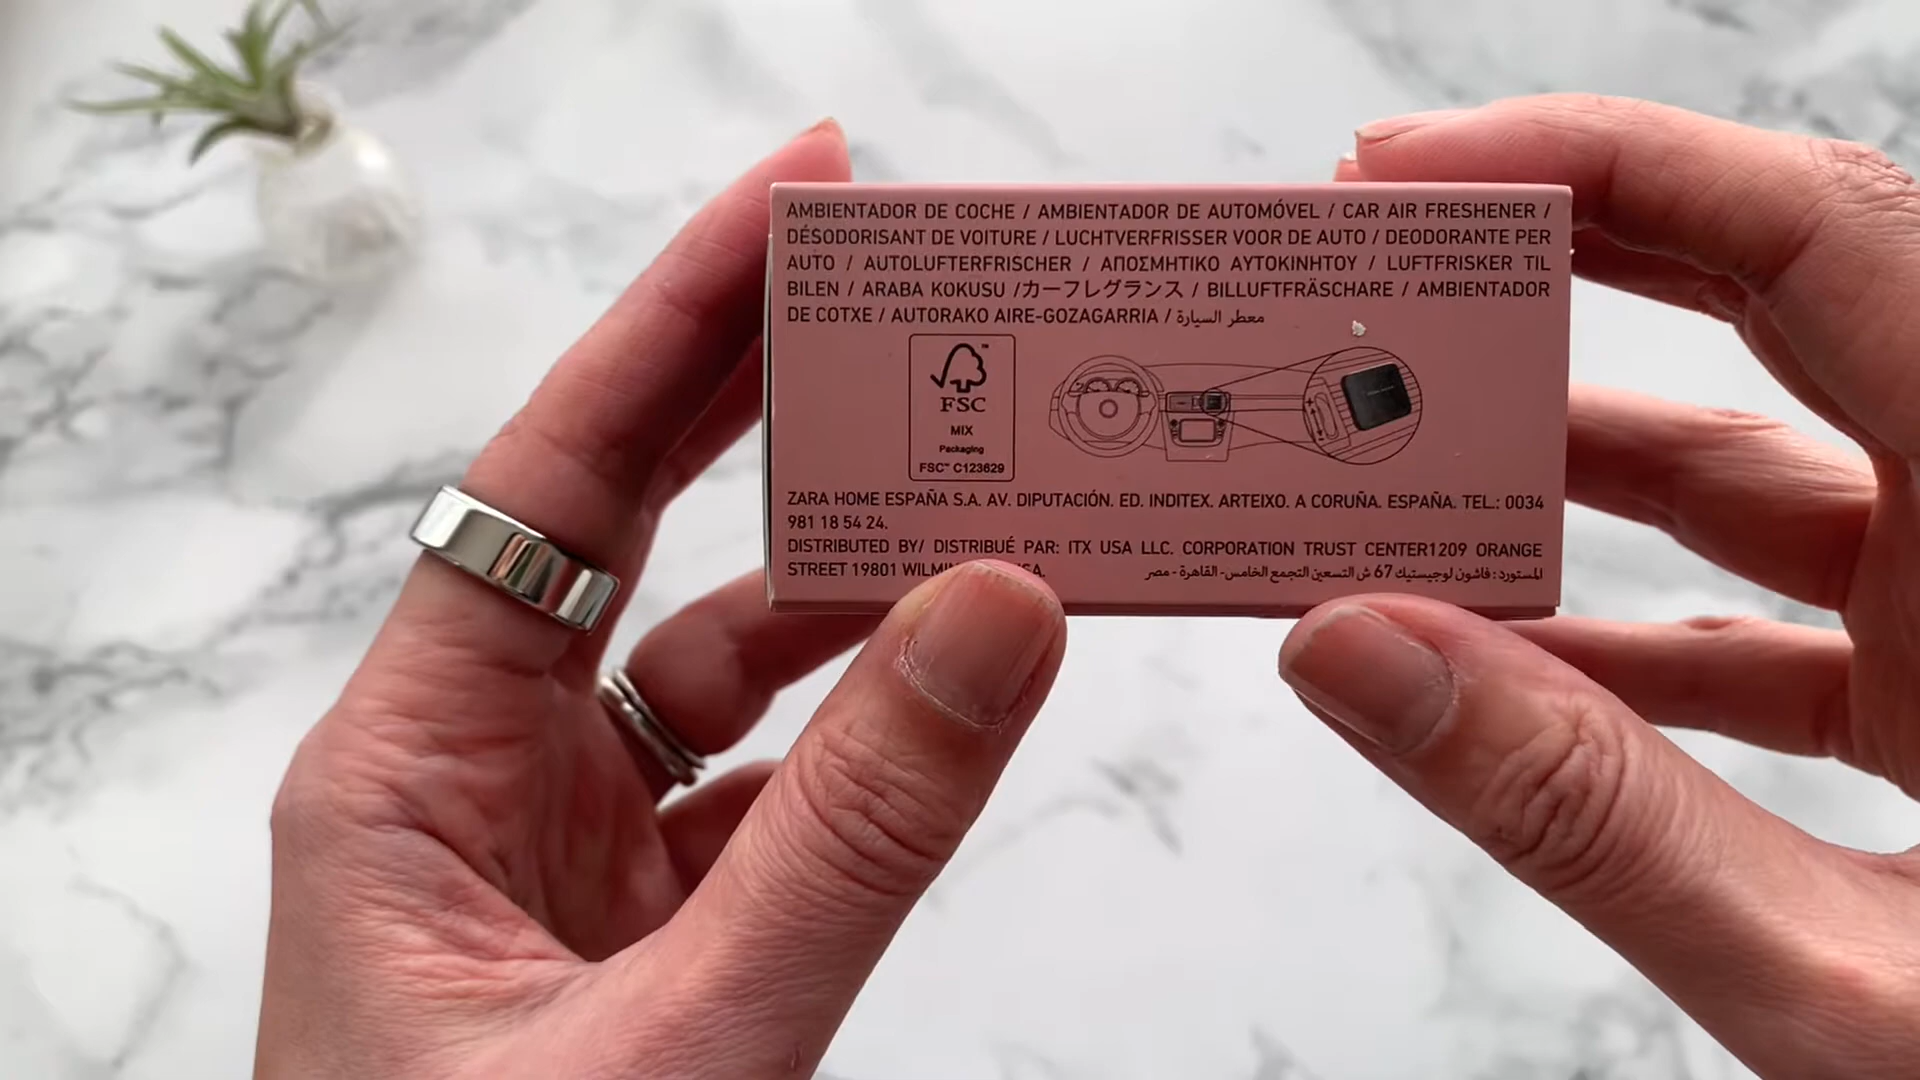 AMBIENTADOR DE COCHE / AMBIENTADOR DE AUTOMÓVEL / CAR AIR FRESHENER /
DÉSODORISANT DE VOITURE / LUCHTVERFRISSER VOOR DE AUTO / DEODORANTE PER
AUTO / AUTOLUFTERFRISCHER / ΑΠΟΣΜΗΤΙΚΟ ΑΥΤΟΚΙΝΗΤΟΥ / LUFTFRISKER TIL
BILEN / ARABA KOKUSU /カーフレグランス / BILLUFTFRÄSCHARE / AMBIENTADOR
DE COTXE / AUTORAKO AIRE-GOZAGARRIA / معطر السيارة
FSC
MIX
Packaging
FSC™ C123629
ZARA HOME ESPAÑA S.A. AV. DIPUTACIÓN. ED. INDITEX. ARTEIXO. A CORUÑA. ESPAÑA. TEL.: 0034
981 18 54 24.
DISTRIBUTED BY/ DISTRIBUÉ PAR: ITX USA LLC. CORPORATION TRUST CENTER1209 ORANGE
STREET 19801
المستورد: فاشون لوجيستيك 67 ش التسعين التجمع الخامس- القاهرة - مصر